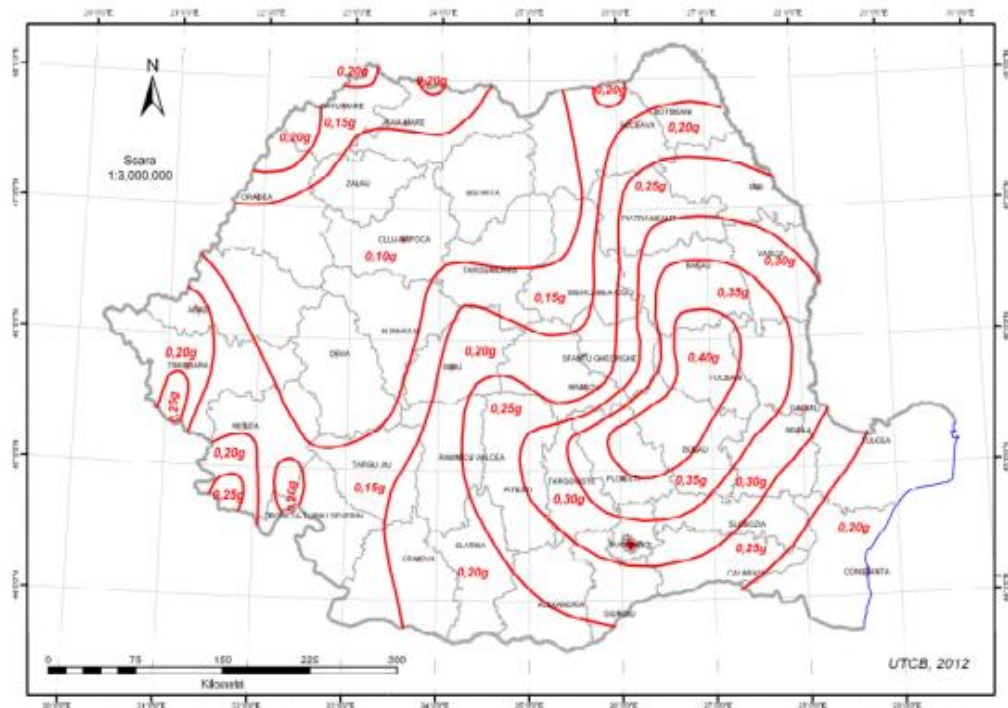 N
Scara
1:3,000,000
0,20g
0,20g
0,20g
0,15g
0,20g
BAIA MARE
SUCEAVA
BOTOSANI
0,20g
ORADEA
ZALAU
BISTRITA
0,25g
IASI
PIATRA NEAMT
CLUJ-NAPOCA
0,10g
VASLUI
0,30g
BACAU
TARGU MURES
0,15g
MIERCUREA CIUC
0,35g
ARAD
0,20g
TIMISOARA
0,25g
DEVA
0,20g
SIBIU
SFANTU GHEORGHE
BRASOV
0,40g
FOCSANI
0,25g
RESITA
0,20g
0,25g
0,20g
TARGU JIU
0,15g
RAMNICU VALCEA
PITESTI
TARGOVISTE
0,30g
PLOIESTI
BUZAU
0,35g
0,30g
GALATI
BRAILA
TULCEA
0,20g
SLOBOZIA
0,25g
CALARASI
CONSTANTA
CRAIOVA
SLATINA
0,20g
ALEXANDRIA
GIURGIU
0 75 150 225 300
Kilometri
UTCB, 2012